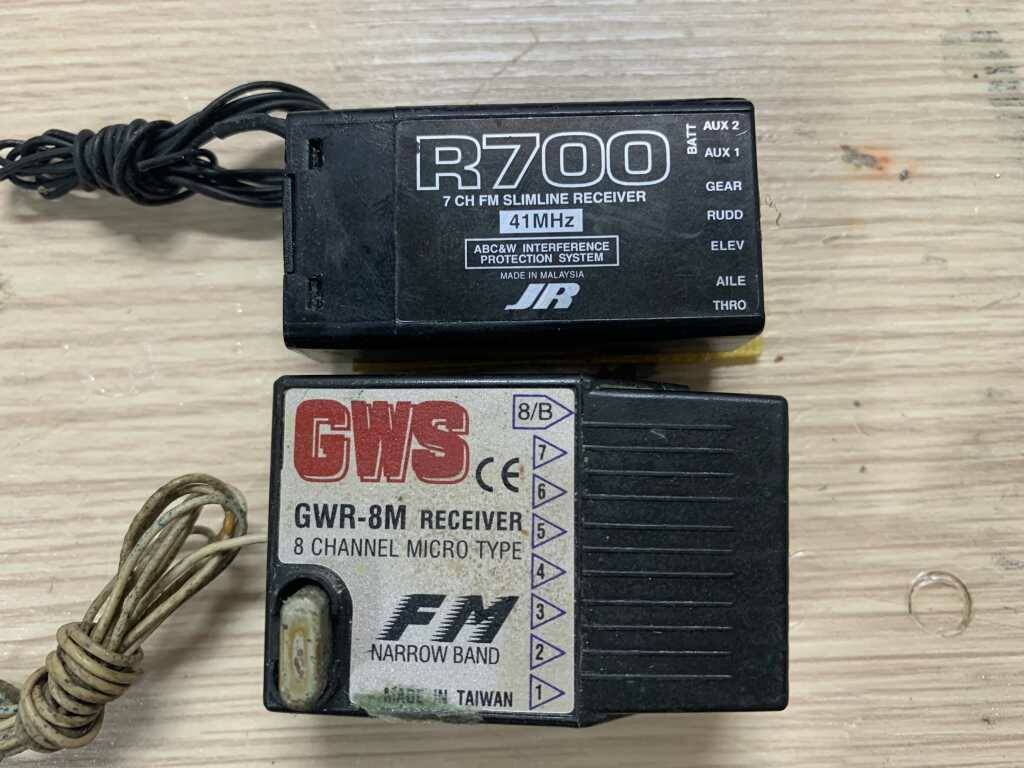 R700
7 CH FM SLIMLINE RECEIVER
41MHz
ABC&W INTERFERENCE
PROTECTION SYSTEM
MADE IN MALAYSIA
JR
BATT
AUX 2
AUX 1
GEAR
RUDD
ELEV
AILE
THRO
GWS
CE
GWR-8M RECEIVER
8 CHANNEL MICRO TYPE
FM
NARROW BAND
MADE IN TAIWAN
8/B
7
6
5
4
3
2
1